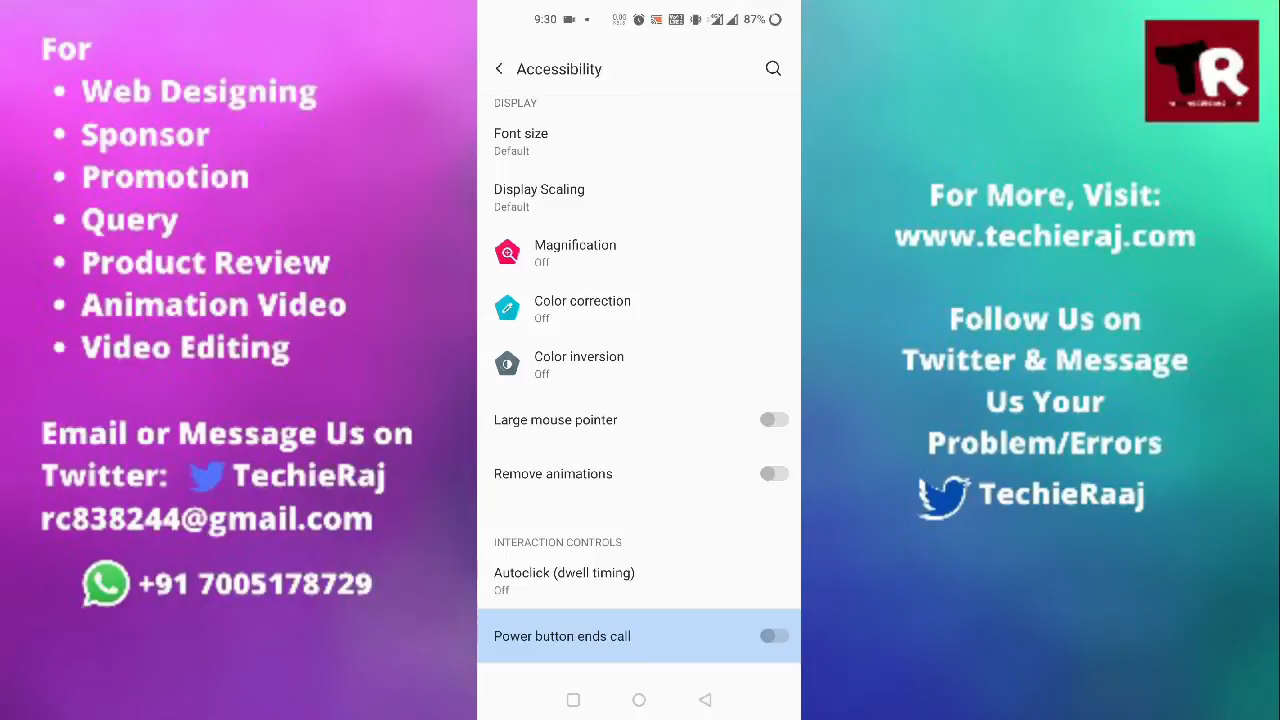 For
• Web Designing
• Sponsor
• Promotion
• Query
• Product Review
• Animation Video
• Video Editing
Email or Message Us on
Twitter: TechieRaj
rc838244@gmail.com
+91 7005178729
9:30
87%
Accessibility
DISPLAY
Font size
Default
Display Scaling
Default
Magnification
Off
Color correction
Off
Color inversion
Off
Large mouse pointer
Remove animations
INTERACTION CONTROLS
Autoclick (dwell timing)
Off
Power button ends call
TR
For More, Visit:
www.techieraj.com
Follow Us on
Twitter & Message
Us Your
Problem/Errors
TechieRaaj